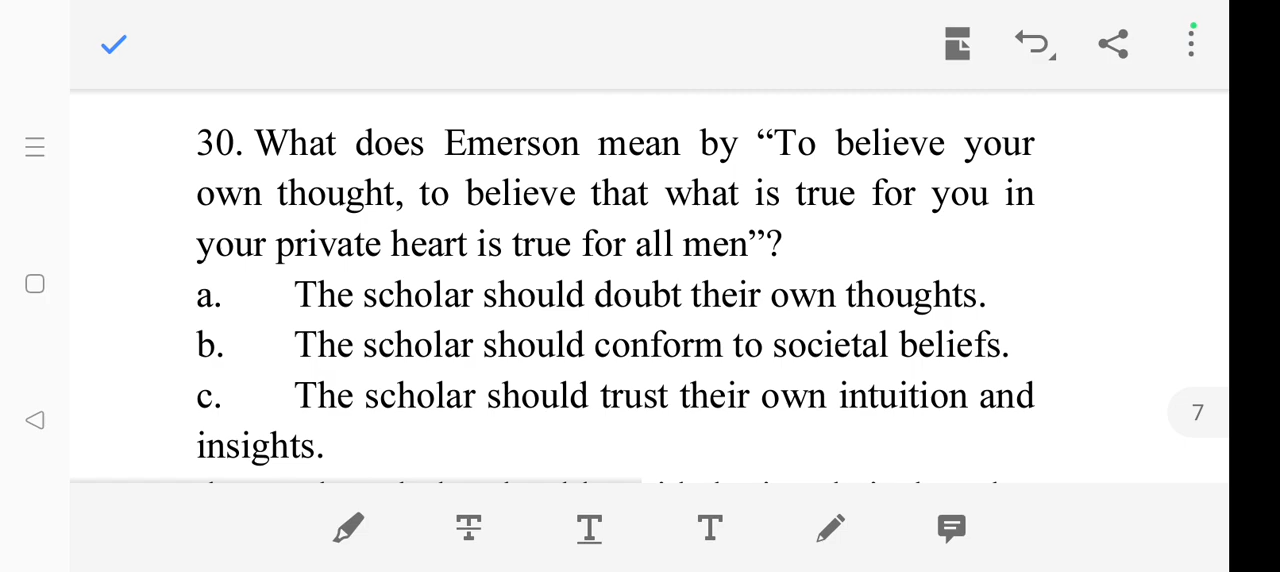 30. What does Emerson mean by “To believe your
own thought, to believe that what is true for you in
your private heart is true for all men”?
a. The scholar should doubt their own thoughts.
b. The scholar should conform to societal beliefs.
c. The scholar should trust their own intuition and
7
insights.